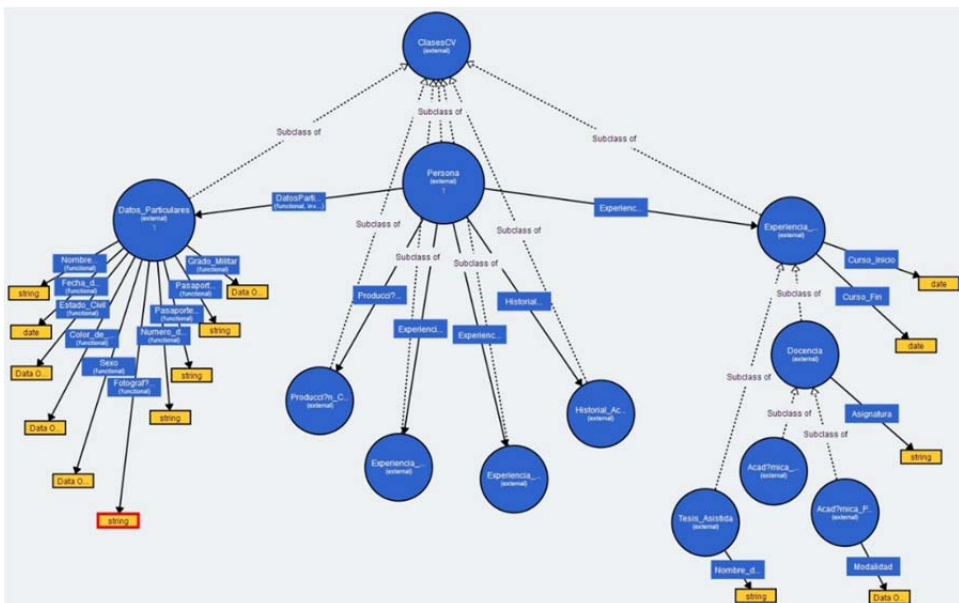 ClasesCV
(external)
Subclass of
Subclass of
Persona
(external)
1
DatosParti...
(functional, inv...)
Experienc...
Datos_Particulares
(external)
1
Experiencia_...
(external)
Subclass of
Subclass of
Subclass of
Subclass of
Nombre...
(functional)
Grado_Militar
(functional)
Curso_Inicio
Fecha_d...
(functional)
Pasaport...
(functional)
string
Data O...
date
Estado_Civil
(functional)
Producci?...
Historial...
Curso_Fin
Subclass of
Pasaporte...
(functional)
date
string
Color_de_...
(functional)
Numero_d...
(functional)
Experienci...
Experienc...
date
Data O...
Sexo
(functional)
string
Docencia
(external)
Fotograf?...
(functional)
Producci?n_C...
(external)
Historial_Ac...
(external)
Subclass of
Asignatura
Data O...
string
Subclass of
Subclass of
string
Experiencia_...
(external)
Experiencia_...
(external)
Acad?mica_...
(external)
Data O...
string
Tesis_Asistida
(external)
Acad?mica_P...
(external)
Nombre_d...
Modalidad
string
Data O...